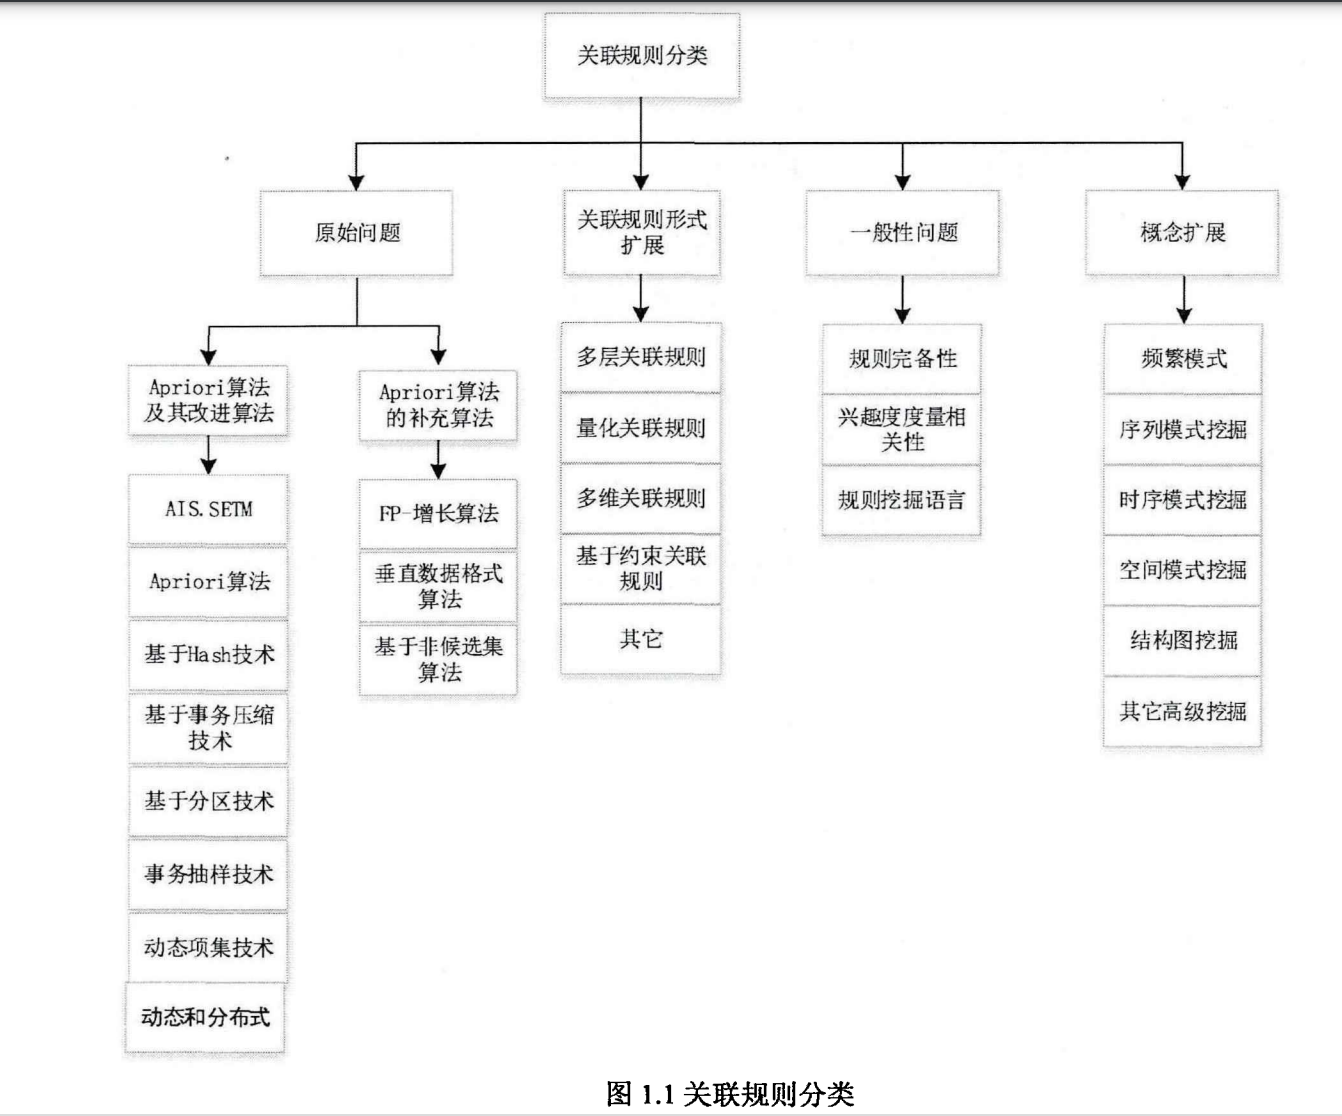 关联规则分类
原始问题
关联规则形式
扩展
一般性问题
概念扩展
Apriori算法
及其改进算法
AIS.SETM
Apriori算法
基于Hash技术
基于事务压缩
技术
基于分区技术
事务抽样技术
动态项集技术
动态和分布式
Apriori算法
的补充算法
FP-增长算法
垂直数据格式
算法
基于非候选集
算法
多层关联规则
量化关联规则
多维关联规则
基于约束关联
规则
其它
规则完备性
兴趣度度量相
关性
规则挖掘语言
频繁模式
序列模式挖掘
时序模式挖掘
空间模式挖掘
结构图挖掘
其它高级挖掘
图 1.1 关联规则分类